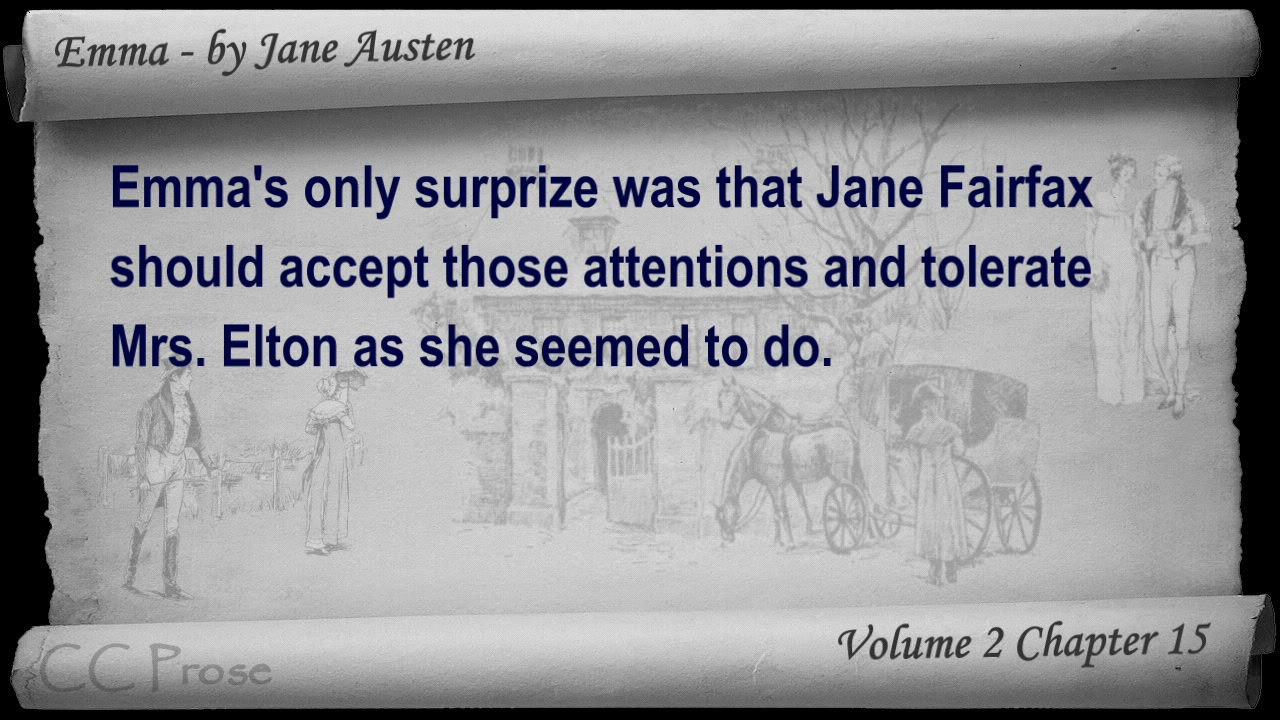 Emma - by Jane Austen
Emma's only surprize was that Jane Fairfax
should accept those attentions and tolerate
Mrs. Elton as she seemed to do.
Volume 2 Chapter 15
CC Prose